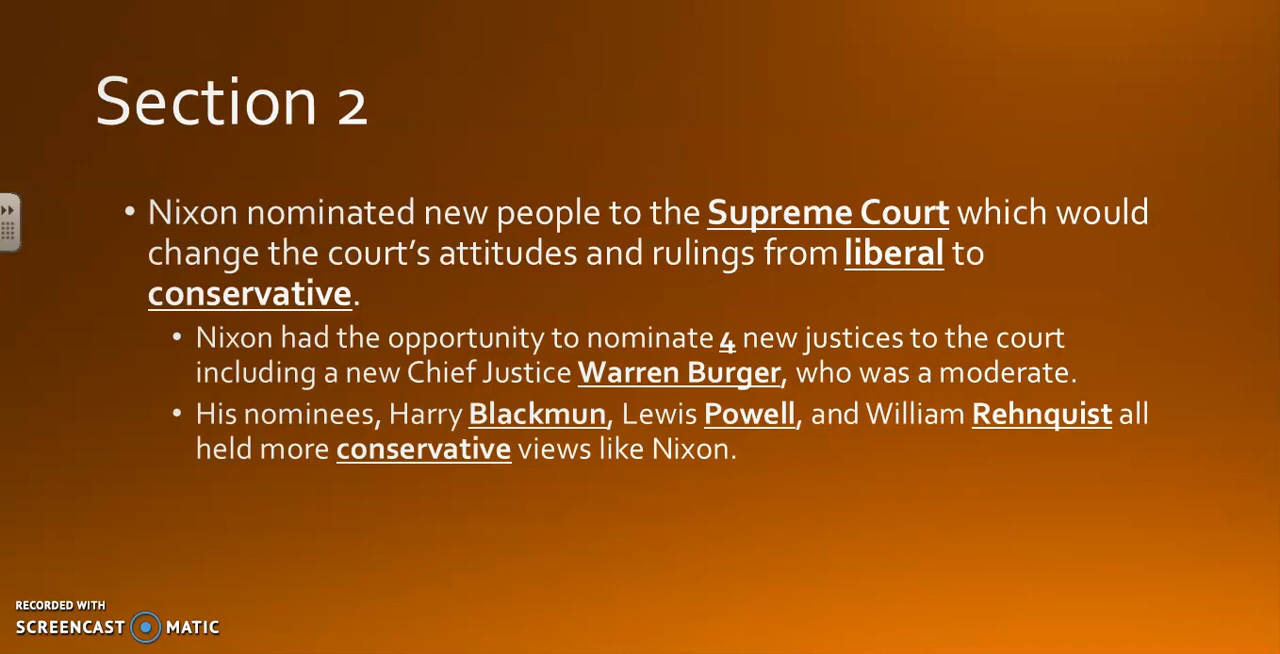 Section 2
• Nixon nominated new people to the Supreme Court which would
change the court’s attitudes and rulings from liberal to
conservative.
• Nixon had the opportunity to nominate 4 new justices to the court
including a new Chief Justice Warren Burger, who was a moderate.
• His nominees, Harry Blackmun, Lewis Powell, and William Rehnquist all
held more conservative views like Nixon.
RECORDED WITH
SCREENCAST MATIC